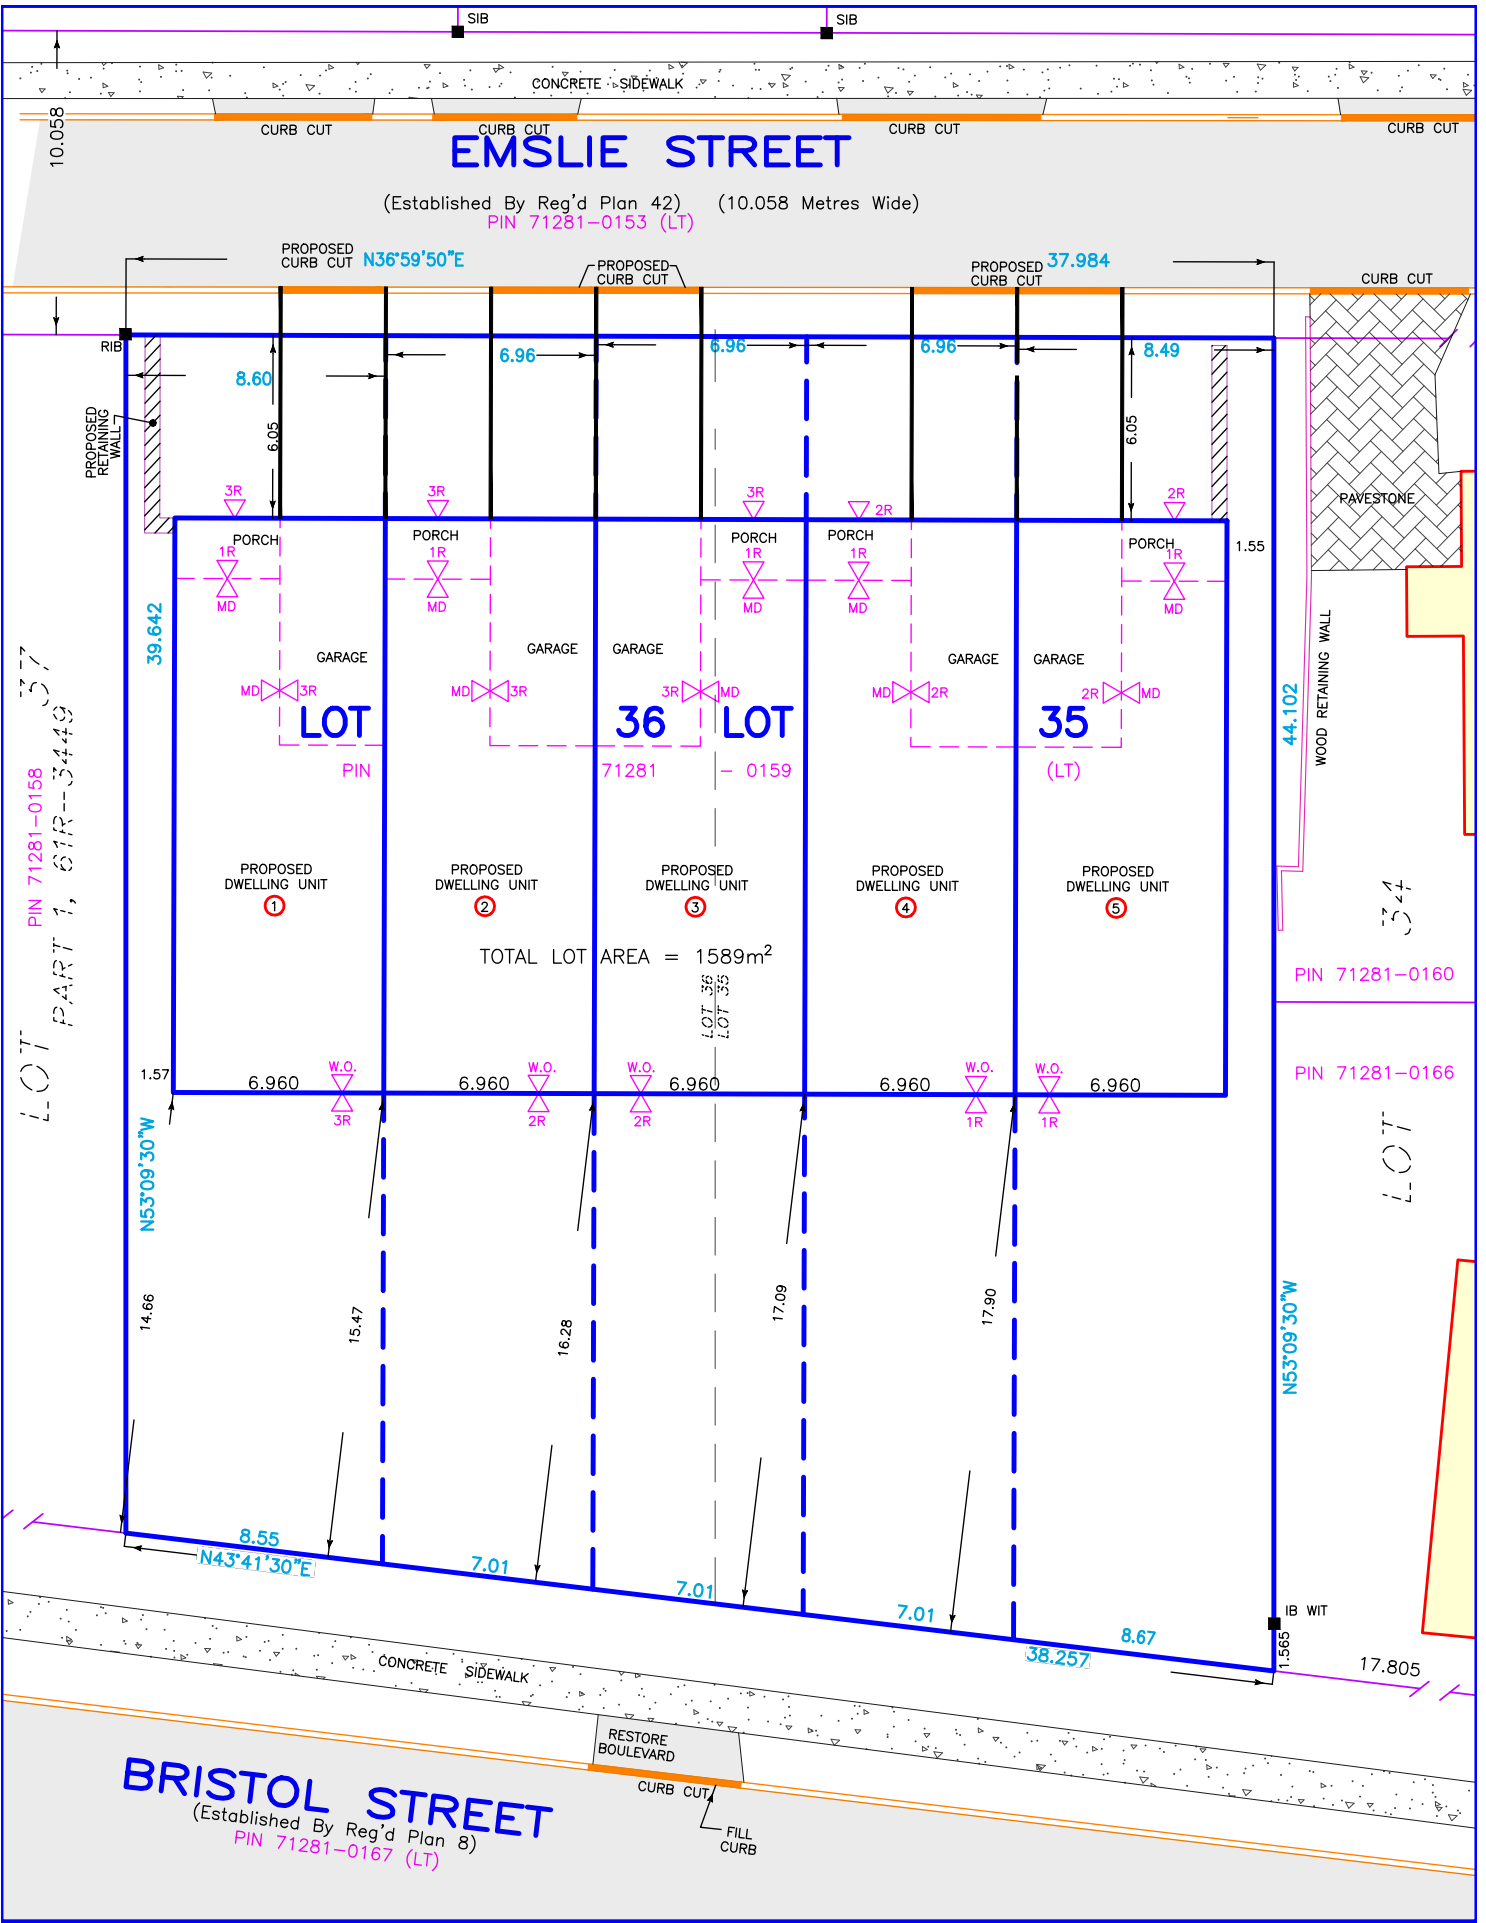 SIB
SIB
CONCRETE SIDEWALK
10.058
CURB CUT
CURB CUT
CURB CUT
CURB CUT
EMSLIE STREET
(Established By Reg'd Plan 42) (10.058 Metres Wide)
PIN 71281-0153 (LT)
PROPOSED
CURB CUT
N36°59'50"E
PROPOSED
CURB CUT
PROPOSED
CURB CUT
37.984
CURB CUT
RIB
8.60
6.96
6.96
6.96
8.49
PROPOSED
RETAINING
WALL
6.05
6.05
3R
3R
3R
2R
2R
PAVESTONE
PORCH
PORCH
PORCH
PORCH
PORCH
1.55
1R
1R
1R
1R
1R
MD
MD
MD
MD
MD
39.642
GARAGE
GARAGE
GARAGE
GARAGE
GARAGE
WOOD RETAINING WALL
MD
3R
MD
3R
3R
MD
MD
2R
2R
MD
LOT
36
LOT
35
44.102
PIN
71281
- 0159
(LT)
LOT 37
PART 1, 61R-3449
PIN 71281-0158
PROPOSED
DWELLING UNIT
1
PROPOSED
DWELLING UNIT
2
PROPOSED
DWELLING UNIT
3
PROPOSED
DWELLING UNIT
4
PROPOSED
DWELLING UNIT
5
TOTAL LOT AREA = 1589m²
LOT 36
LOT 35
LOT 34
PIN 71281-0160
PIN 71281-0166
1.57
6.960
W.O.
3R
6.960
W.O.
2R
W.O.
2R
6.960
6.960
W.O.
1R
W.O.
1R
6.960
N53°09'30"W
14.66
15.47
16.28
17.09
17.90
N53°09'30"W
8.55
N43°41'30"E
7.01
7.01
7.01
8.67
38.257
IB WIT
1.565
17.805
CONCRETE SIDEWALK
RESTORE
BOULEVARD
CURB CUT
FILL
CURB
BRISTOL STREET
(Established By Reg'd Plan 8)
PIN 71281-0167 (LT)